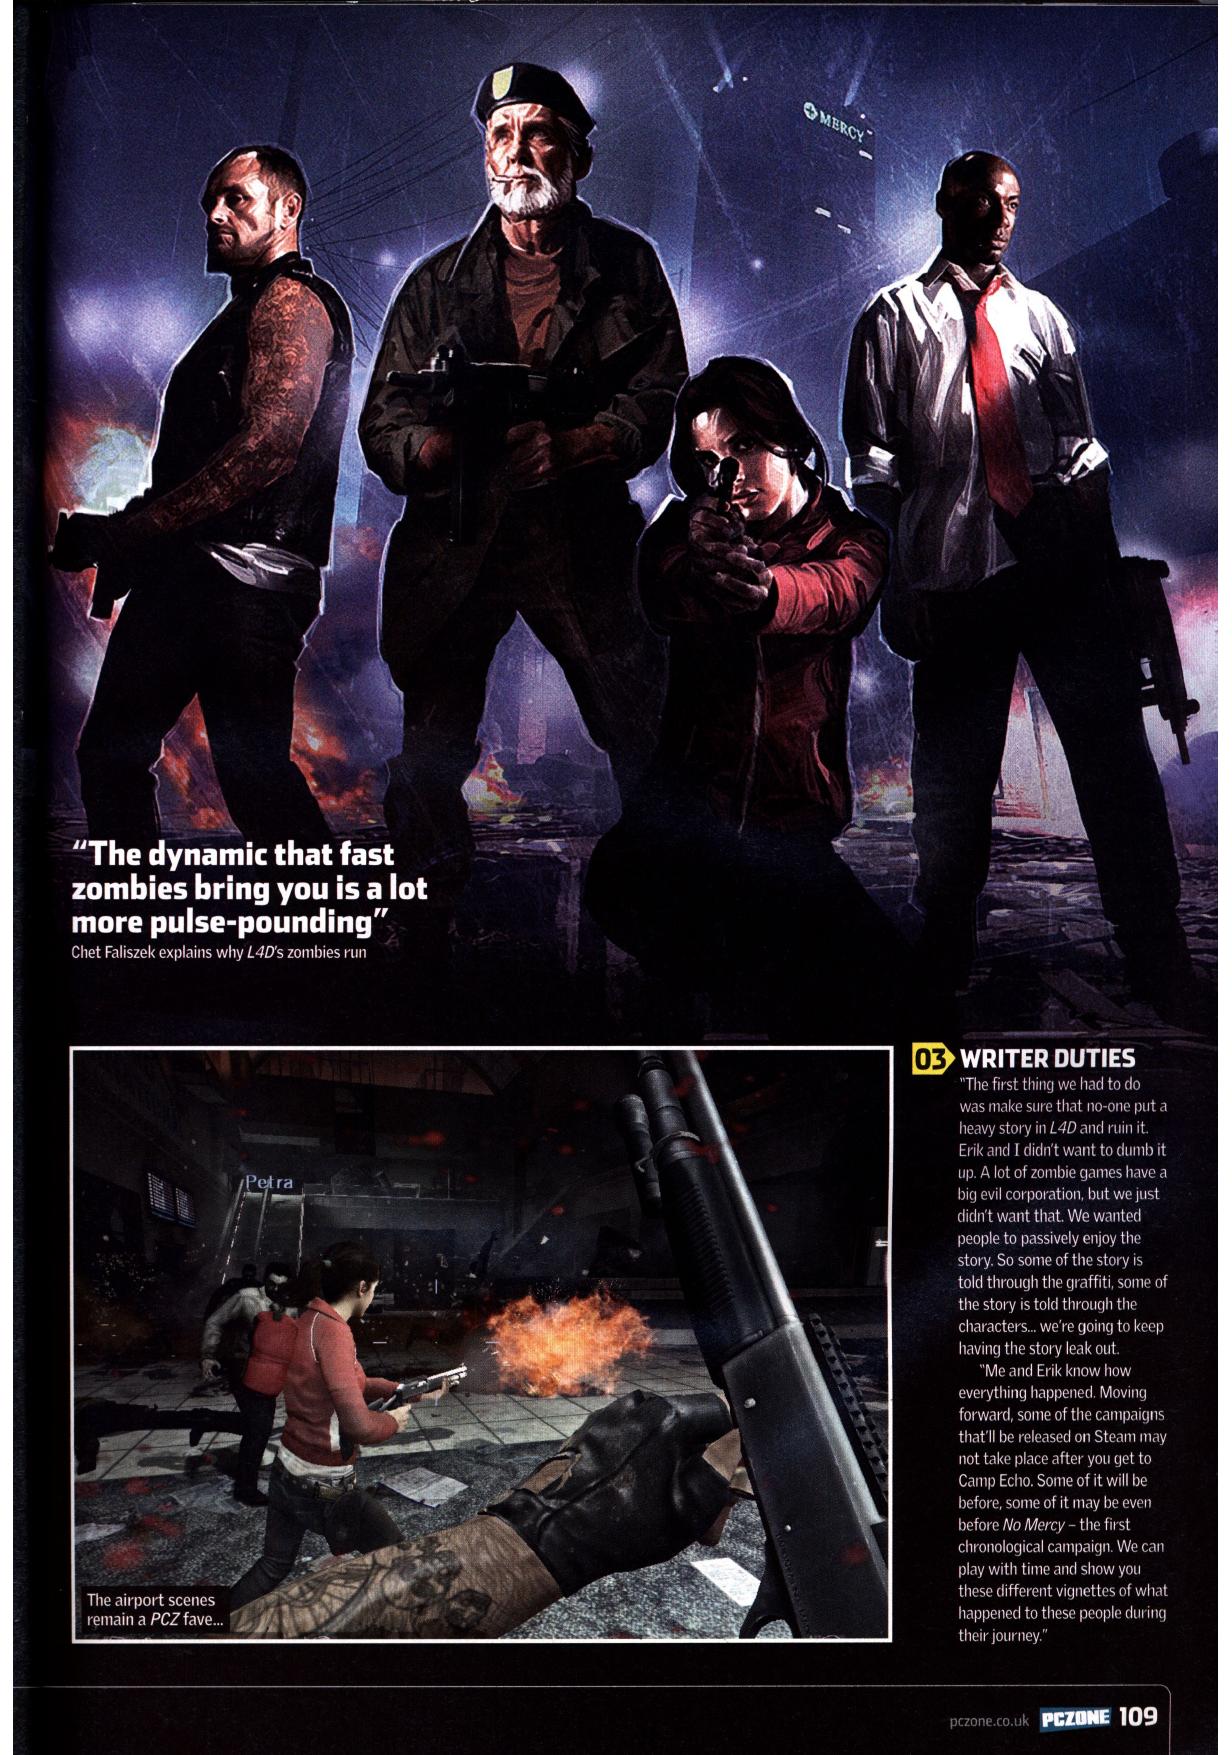 MERCY
“The dynamic that fast
zombies bring you is a lot
more pulse-pounding”
Chet Faliszek explains why L4D's zombies run
Petra
The airport scenes
remain a PCZ fave...
03 WRITER DUTIES
“The first thing we had to do
was make sure that no-one put a
heavy story in L4D and ruin it.
Erik and I didn't want to dumb it
up. A lot of zombie games have a
big evil corporation, but we just
didn't want that. We wanted
people to passively enjoy the
story. So some of the story is
told through the graffiti, some of
the story is told through the
characters... we're going to keep
having the story leak out.
“Me and Erik know how
everything happened. Moving
forward, some of the campaigns
that'll be released on Steam may
not take place after you get to
Camp Echo. Some of it will be
before, some of it may be even
before No Mercy – the first
chronological campaign. We can
play with time and show you
these different vignettes of what
happened to these people during
their journey.”
pczone.co.uk PCZONE 109